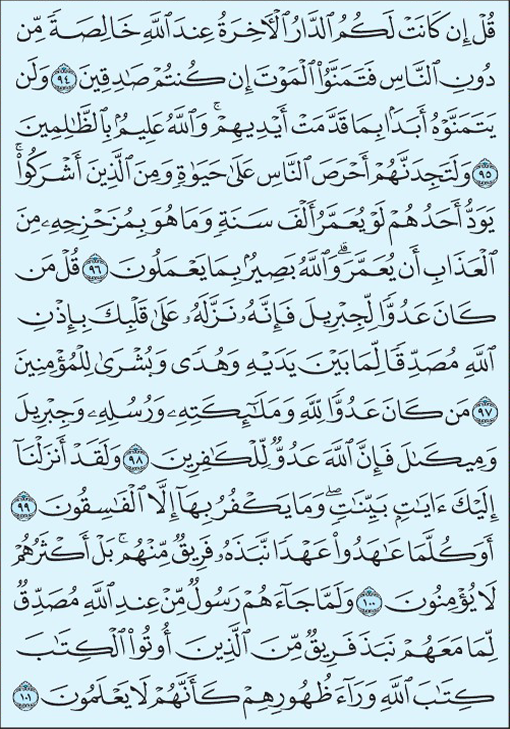 قُلْ إِن كَانَتْ لَكُمُ ٱلدَّارُ ٱلْأَخِرَةُ عِندَ ٱللَّهِ خَالِصَةً مِّن
دُونِ ٱلنَّاسِ فَتَمَنَّوُا۟ ٱلْمَوْتَ إِن كُنتُمْ صَٰدِقِينَ ٩٤ وَلَن
يَتَمَنَّوْهُ أَبَدًۢا بِمَا قَدَّمَتْ أَيْدِيهِمْ ۗ وَٱللَّهُ عَلِيمُۢ بِٱلظَّٰلِمِينَ
٩٥ وَلَتَجِدَنَّهُمْ أَحْرَصَ ٱلنَّاسِ عَلَىٰ حَيَوٰةٍ وَمِنَ ٱلَّذِينَ أَشْرَكُوا۟ ۚ
يَوَدُّ أَحَدُهُمْ لَوْ يُعَمَّرُ أَلْفَ سَنَةٍ وَمَا هُوَ بِمُزَحْزِحِهِۦ مِنَ
ٱلْعَذَابِ أَن يُعَمَّرَ ۗ وَٱللَّهُ بَصِيرُۢ بِمَا يَعْمَلُونَ ٩٦ قُلْ مَن
كَانَ عَدُوًّا لِّجِبْرِيلَ فَإِنَّهُۥ نَزَّلَهُۥ عَلَىٰ قَلْبِكَ بِإِذْنِ
ٱللَّهِ مُصَدِّقًا لِّمَا بَيْنَ يَدَيْهِ وَهُدًى وَبُشْرَىٰ لِلْمُؤْمِنِينَ
٩٧ مَن كَانَ عَدُوًّا لِّلَّهِ وَمَلَٰٓئِكَتِهِۦ وَرُسُلِهِۦ وَجِبْرِيلَ
وَمِيكَىٰلَ فَإِنَّ ٱللَّهَ عَدُوٌّ لِّلْكَٰفِرِينَ ٩٨ وَلَقَدْ أَنزَلْنَآ
إِلَيْكَ ءَايَٰتٍۭ بَيِّنَٰتٍ ۖ وَمَا يَكْفُرُ بِهَآ إِلَّا ٱلْفَٰسِقُونَ ٩٩
أَوَكُلَّمَا عَٰهَدُوا۟ عَهْدًا نَّبَذَهُۥ فَرِيقٌ مِّنْهُم ۚ بَلْ أَكْثَرُهُمْ
لَا يُؤْمِنُونَ ١٠٠ وَلَمَّا جَآءَهُمْ رَسُولٌ مِّنْ عِندِ ٱللَّهِ مُصَدِّقٌ
لِّمَا مَعَهُمْ نَبَذَ فَرِيقٌ مِّنَ ٱلَّذِينَ أُوتُوا۟ ٱلْكِتَٰبَ
كِتَٰبَ ٱللَّهِ وَرَآءَ ظُهُورِهِمْ كَأَنَّهُمْ لَا يَعْلَمُونَ ١٠١